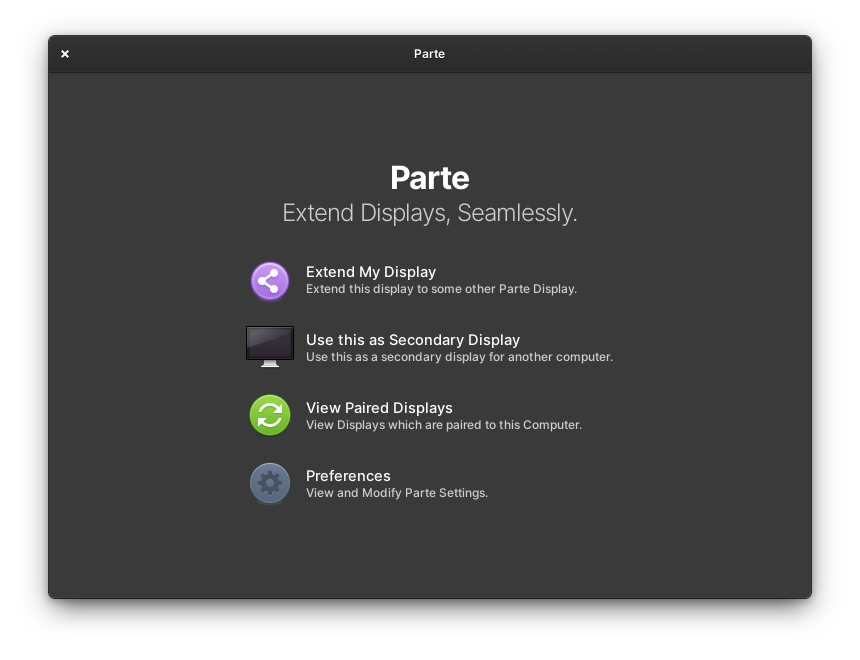 Parte
Parte
Extend Displays, Seamlessly.
Extend My Display
Extend this display to some other Parte Display.
Use this as Secondary Display
Use this as a secondary display for another computer.
View Paired Displays
View Displays which are paired to this Computer.
Preferences
View and Modify Parte Settings.